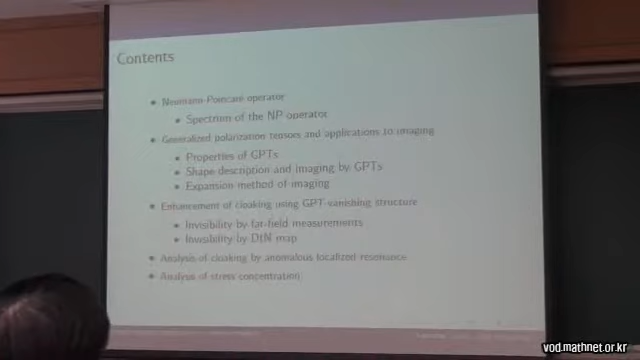 Contents
• Neumann-Poincaré operator
• Spectrum of the NP operator
• Generalized polarization tensors and applications to imaging
• Properties of GPTs
• Shape description and imaging by GPTs
• Expansion method of imaging
• Enhancement of cloaking using GPT-vanishing structure
• Invisibility by far-field measurements
• Invisibility by DtN map
• Analysis of cloaking by anomalous localized resonance
• Analysis of stress concentration
vod.mathnet.or.kr